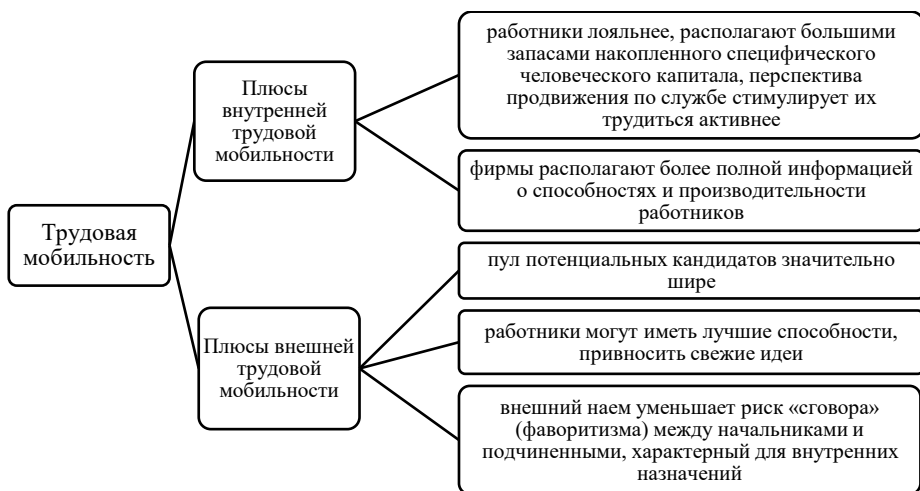 Трудовая
мобильность
Плюсы
внутренней
трудовой
мобильности
работники лояльнее, располагают большими
запасами накопленного специфического
человеческого капитала, перспектива
продвижения по службе стимулирует их
трудиться активнее
фирмы располагают более полной информацией
о способностях и производительности
работников
Плюсы внешней
трудовой
мобильности
пул потенциальных кандидатов значительно
шире
работники могут иметь лучшие способности,
привносить свежие идеи
внешний наем уменьшает риск «сговора»
(фаворитизма) между начальниками и
подчиненными, характерный для внутренних
назначений